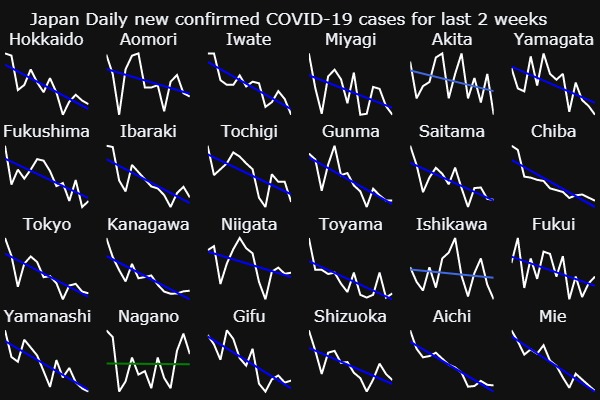 Japan Daily new confirmed COVID-19 cases for last 2 weeks
Hokkaido Aomori Iwate Miyagi Akita Yamagata
Fukushima Ibaraki Tochigi Gunma Saitama Chiba
Tokyo Kanagawa Niigata Toyama Ishikawa Fukui
Yamanashi Nagano Gifu Shizuoka Aichi Mie